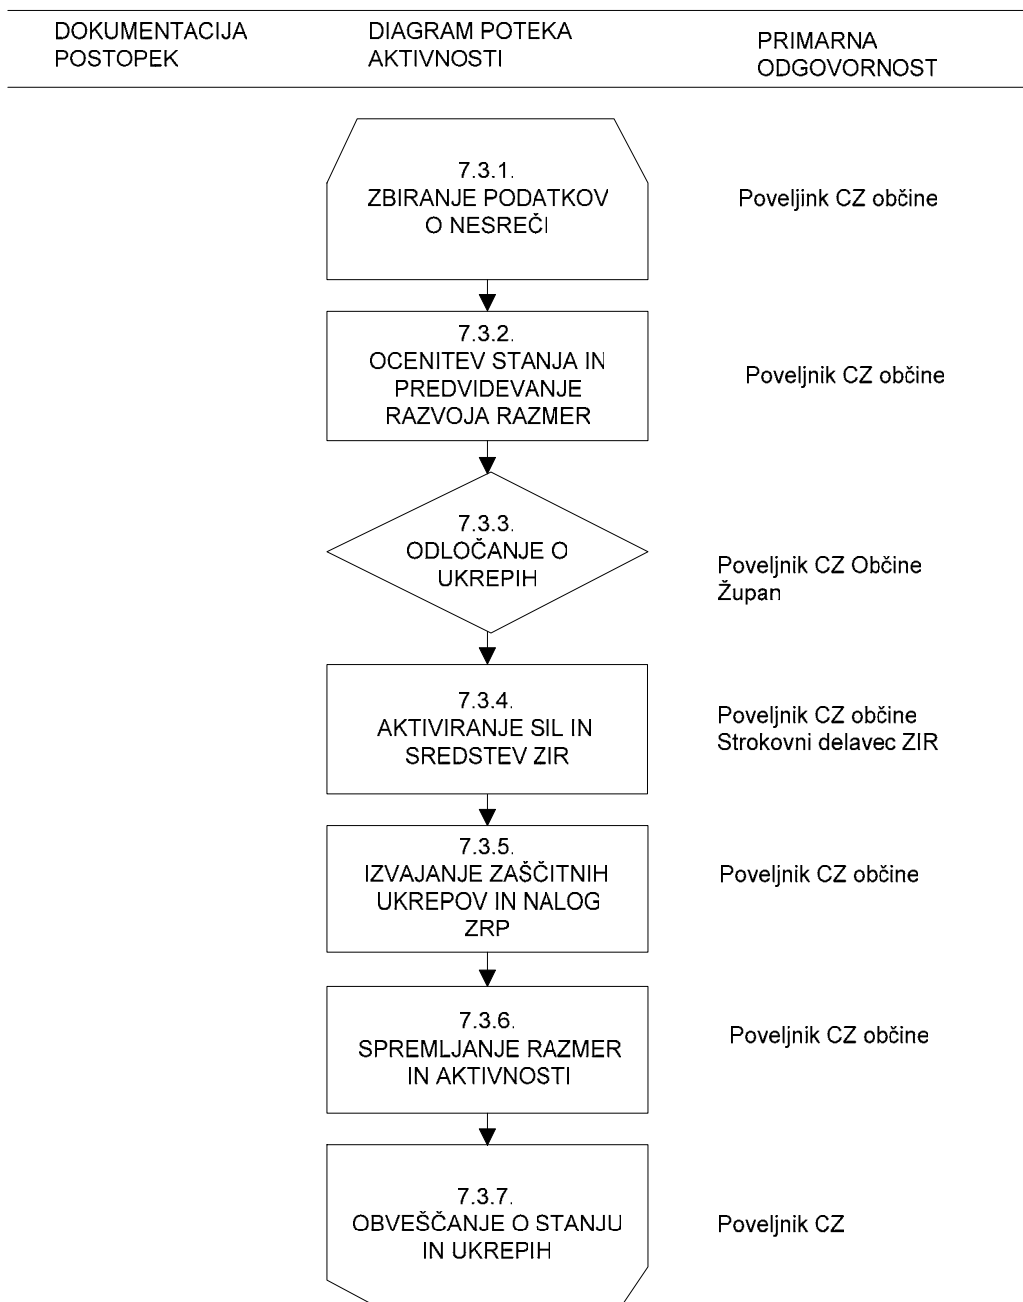 DOKUMENTACIJA
POSTOPEK
DIAGRAM POTEKA
AKTIVNOSTI
PRIMARNA
ODGOVORNOST
7.3.1.
ZBIRANJE PODATKOV
O NESREČI
Poveljink CZ občine
7.3.2.
OCENITEV STANJA IN
PREDVIDEVANJE
RAZVOJA RAZMER
Poveljnik CZ občine
7.3.3.
ODLOČANJE O
UKREPIH
Poveljnik CZ Občine
Župan
7.3.4.
AKTIVIRANJE SIL IN
SREDSTEV ZIR
Poveljnik CZ občine
Strokovni delavec ZIR
7.3.5.
IZVAJANJE ZAŠČITNIH
UKREPOV IN NALOG
ZRP
Poveljnik CZ občine
7.3.6.
SPREMLJANJE RAZMER
IN AKTIVNOSTI
Poveljnik CZ občine
7.3.7.
OBVEŠČANJE O STANJU
IN UKREPIH
Poveljnik CZ